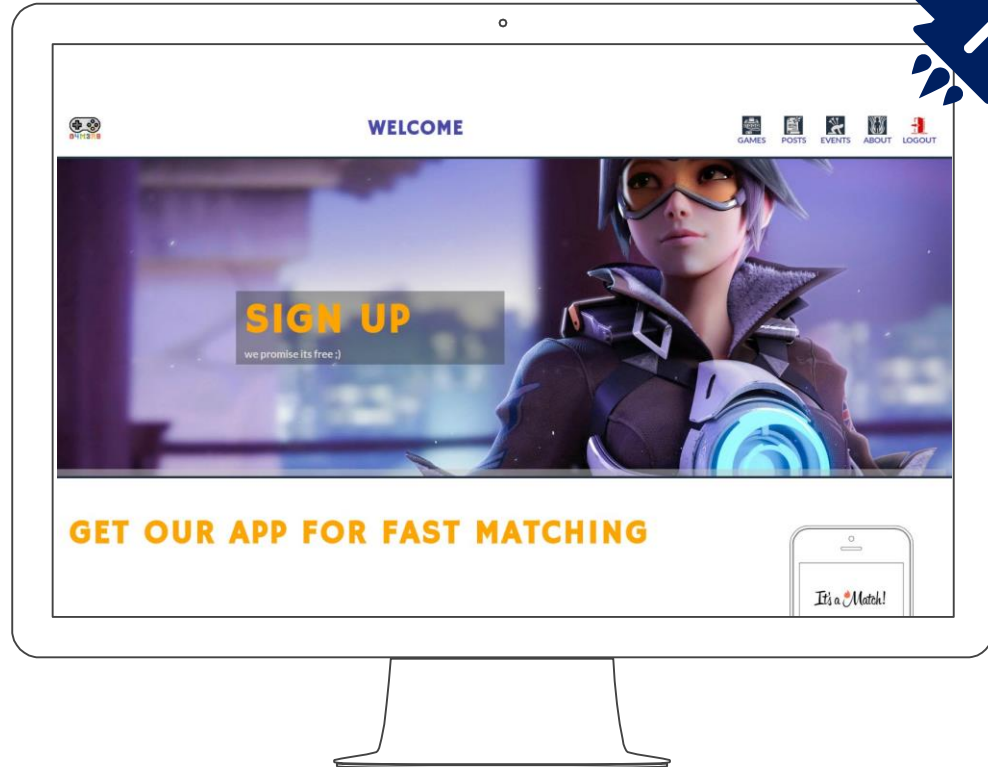 WELCOME
GAMES POSTS EVENTS ABOUT LOGOUT
SIGN UP
we promise its free ;)
GET OUR APP FOR FAST MATCHING
It's a Match!